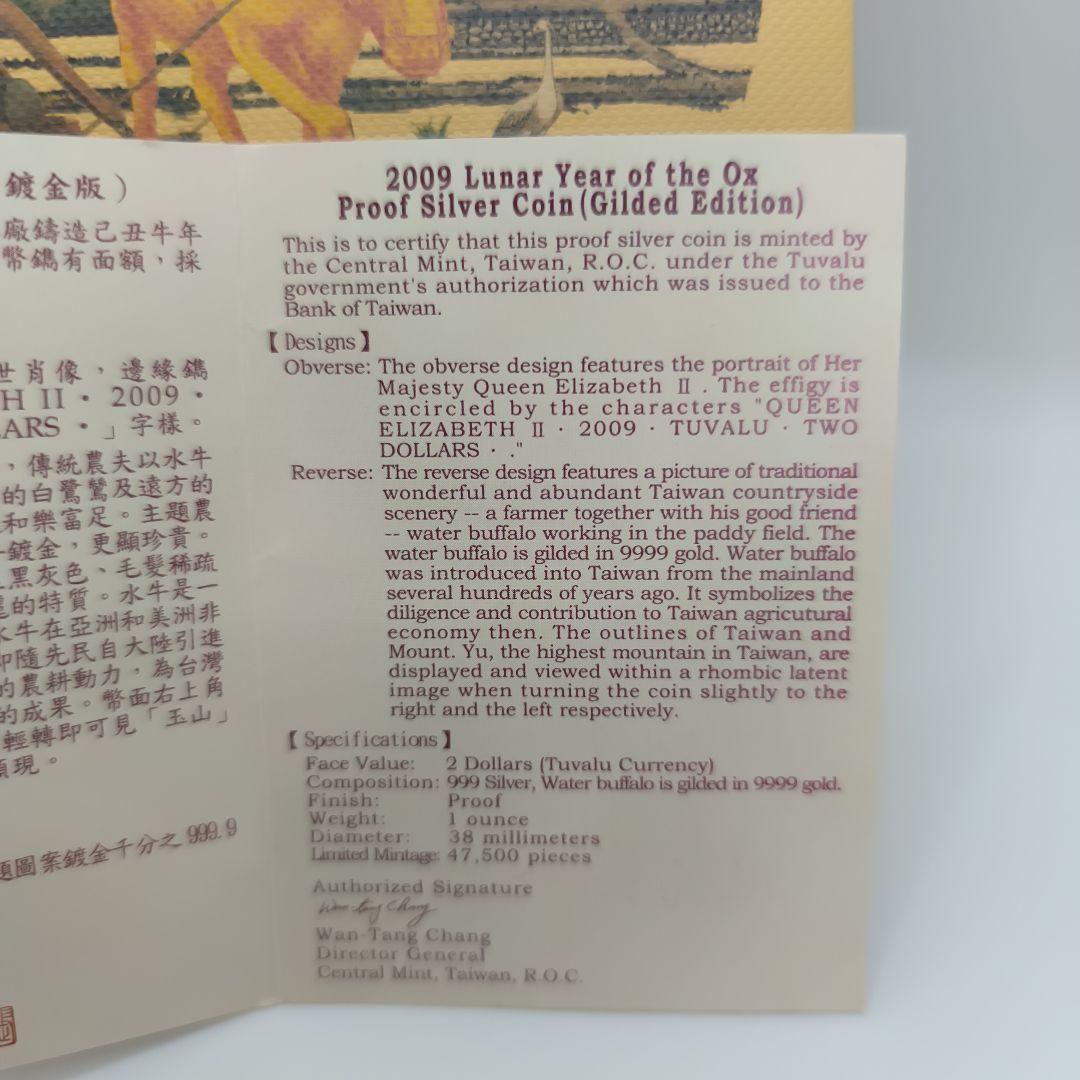 鍍金版）
廠鑄造己丑牛年
幣鐫有面額，採
世肖像，邊緣鐫
H II · 2009 ·
LARS · 」字樣。
，傳統農夫以水牛
的白鷺鷥及遠方的
和樂富足。主題農
鍍金，更顯珍貴。
黑灰色、毛髮稀疏
的特質。水牛是一
水牛在亞洲和美洲非
即隨先民自大陸引進
的農耕動力，為台灣
的成果。幣面右上角
輕轉即可見「玉山」
顯現。
題圖案鍍金千分之 999.9
2009 Lunar Year of the Ox
Proof Silver Coin(Gilded Edition)
This is to certify that this proof silver coin is minted by
the Central Mint, Taiwan, R.O.C. under the Tuvalu
government's authorization which was issued to the
Bank of Taiwan.
【Designs】
Obverse: The obverse design features the portrait of Her
Majesty Queen Elizabeth II . The effigy is
encircled by the characters "QUEEN
ELIZABETH II · 2009 · TUVALU · TWO
DOLLARS · ."
Reverse: The reverse design features a picture of traditional
wonderful and abundant Taiwan countryside
scenery -- a farmer together with his good friend
-- water buffalo working in the paddy field. The
water buffalo is gilded in 9999 gold. Water buffalo
was introduced into Taiwan from the mainland
several hundreds of years ago. It symbolizes the
diligence and contribution to Taiwan agricutural
economy then. The outlines of Taiwan and
Mount. Yu, the highest mountain in Taiwan, are
displayed and viewed within a rhombic latent
image when turning the coin slightly to the
right and the left respectively.
【Specifications】
Face Value: 2 Dollars (Tuvalu Currency)
Composition: 999 Silver, Water buffalo is gilded in 9999 gold.
Finish: Proof
Weight: 1 ounce
Diameter: 38 millimeters
Limited Mintage: 47,500 pieces
Authorized Signature
Wan-tang Chang
Wan-Tang Chang
Director General
Central Mint, Taiwan, R.O.C.